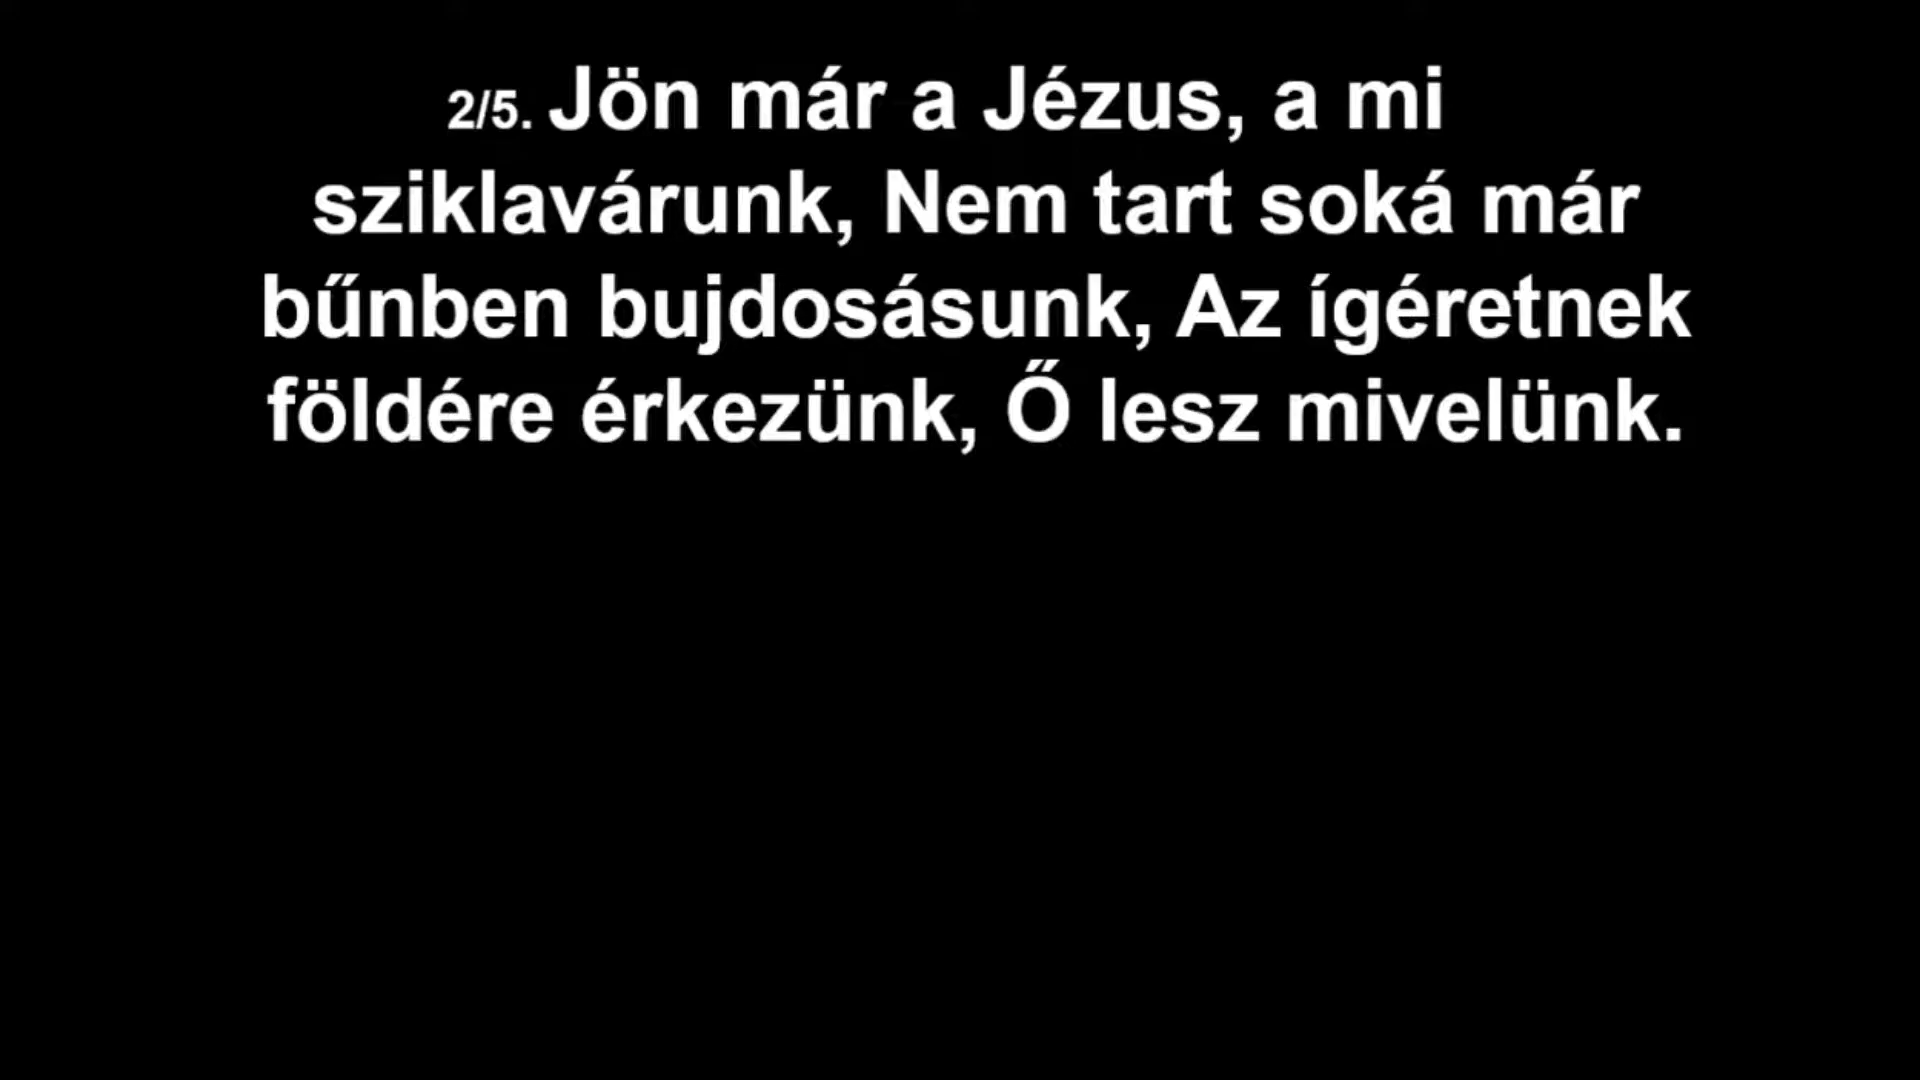 2/5. Jön már a Jézus, a mi
sziklavárunk, Nem tart soká már
bűnben bujdosásunk, Az ígéretnek
földére érkezünk, Ő lesz mivelünk.